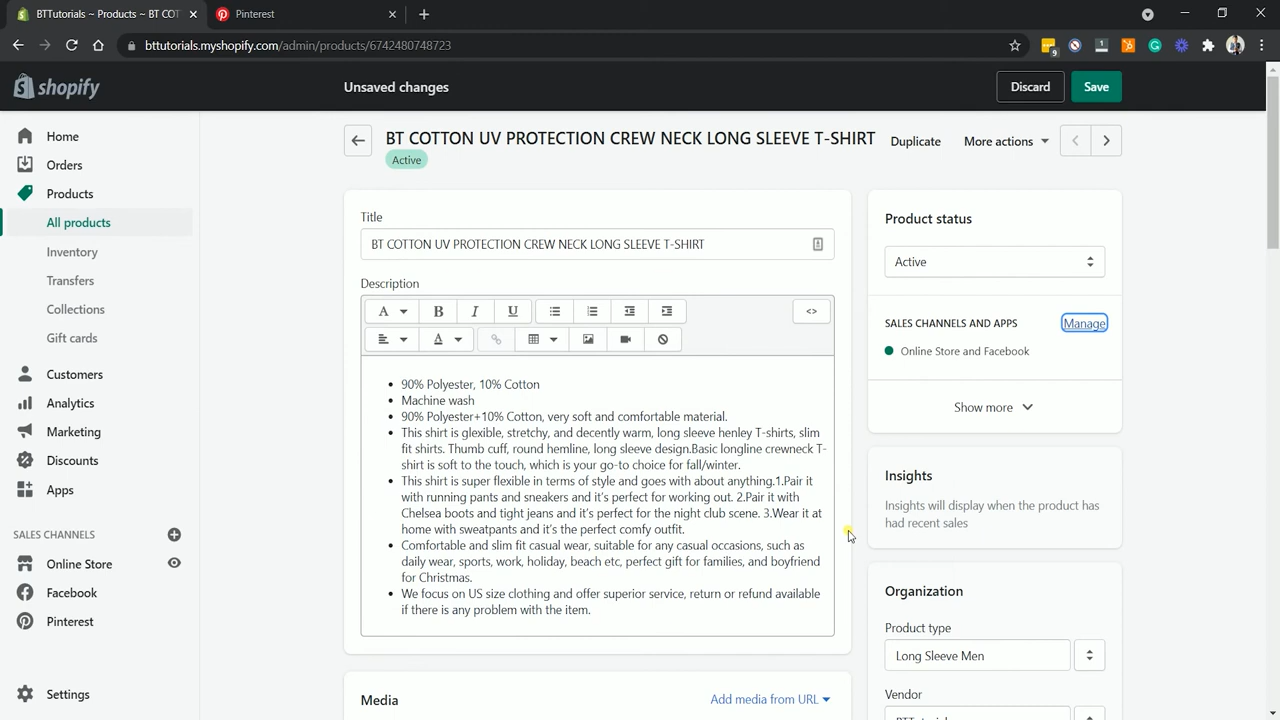 BTTutorials ~ Products ~ BT COT
Pinterest
bttutorials.myshopify.com/admin/products/6742480748723
9
1
shopify
Unsaved changes
Discard
Save
Home
Orders
Products
All products
Inventory
Transfers
Collections
Gift cards
Customers
Analytics
Marketing
Discounts
Apps
SALES CHANNELS
Online Store
Facebook
Pinterest
Settings
BT COTTON UV PROTECTION CREW NECK LONG SLEEVE T-SHIRT
Active
Duplicate
More actions
Title
BT COTTON UV PROTECTION CREW NECK LONG SLEEVE T-SHIRT
Description
A
B
I
U
<>
A
90% Polyester, 10% Cotton
Machine wash
90% Polyester+10% Cotton, very soft and comfortable material.
This shirt is glexible, stretchy, and decently warm, long sleeve henley T-shirts, slim
fit shirts. Thumb cuff, round hemline, long sleeve design.Basic longline crewneck T-
shirt is soft to the touch, which is your go-to choice for fall/winter.
This shirt is super flexible in terms of style and goes with about anything.1.Pair it
with running pants and sneakers and it's perfect for working out. 2.Pair it with
Chelsea boots and tight jeans and it's perfect for the night club scene. 3.Wear it at
home with sweatpants and it's the perfect comfy outfit.
Comfortable and slim fit casual wear, suitable for any casual occasions, such as
daily wear, sports, work, holiday, beach etc, perfect gift for families, and boyfriend
for Christmas.
We focus on US size clothing and offer superior service, return or refund available
if there is any problem with the item.
Media
Add media from URL
Product status
Active
SALES CHANNELS AND APPS
Manage
Online Store and Facebook
Show more
Insights
Insights will display when the product has
had recent sales
Organization
Product type
Long Sleeve Men
Vendor
BTTutorials